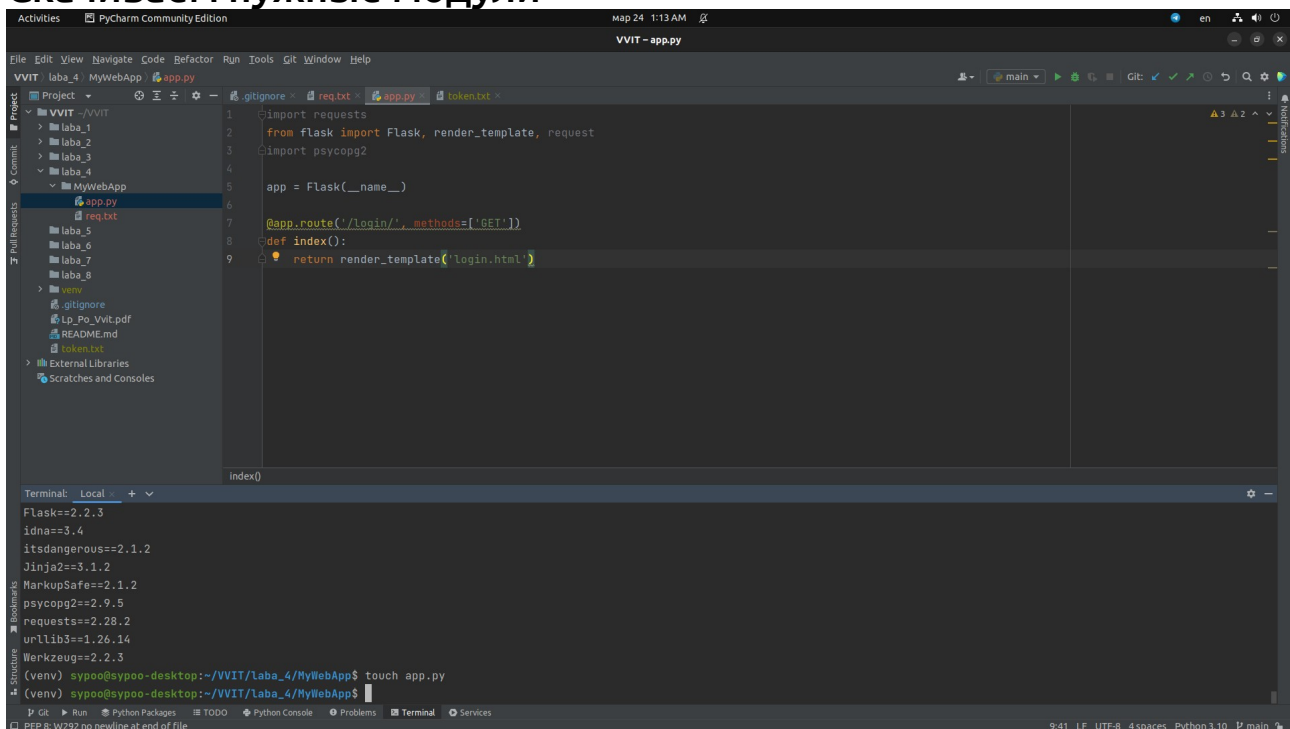 Скачиваем нужные модули
Activities PyCharm Community Edition мар 24 1:13 AM en
VVIT – app.py
File Edit View Navigate Code Refactor Run Tools Git Window Help
VVIT laba_4 MyWebApp app.py main Git:
Project .gitignore req.txt app.py token.txt
VVIT ~/VVIT
laba_1
laba_2
laba_3
laba_4
MyWebApp
app.py
req.txt
laba_5
laba_6
laba_7
laba_8
venv
.gitignore
Lp_Po_Vvit.pdf
README.md
token.txt
External Libraries
Scratches and Consoles
1 import requests
2 from flask import Flask, render_template, request
3 import psycopg2
4
5 app = Flask(__name__)
6
7 @app.route('/login/', methods=['GET'])
8 def index():
9 return render_template('login.html')
3 2
index()
Project
Commit
Pull Requests
Bookmarks
Structure
Notifications
Terminal: Local + 
Flask==2.2.3
idna==3.4
itsdangerous==2.1.2
Jinja2==3.1.2
MarkupSafe==2.1.2
psycopg2==2.9.5
requests==2.28.2
urllib3==1.26.14
Werkzeug==2.2.3
(venv) sypoo@sypoo-desktop:~/VVIT/laba_4/MyWebApp$ touch app.py
(venv) sypoo@sypoo-desktop:~/VVIT/laba_4/MyWebApp$
Git Run Python Packages TODO Python Console Problems Terminal Services
PEP 8: W292 no newline at end of file 9:41 LF UTF-8 4 spaces Python 3.10 main